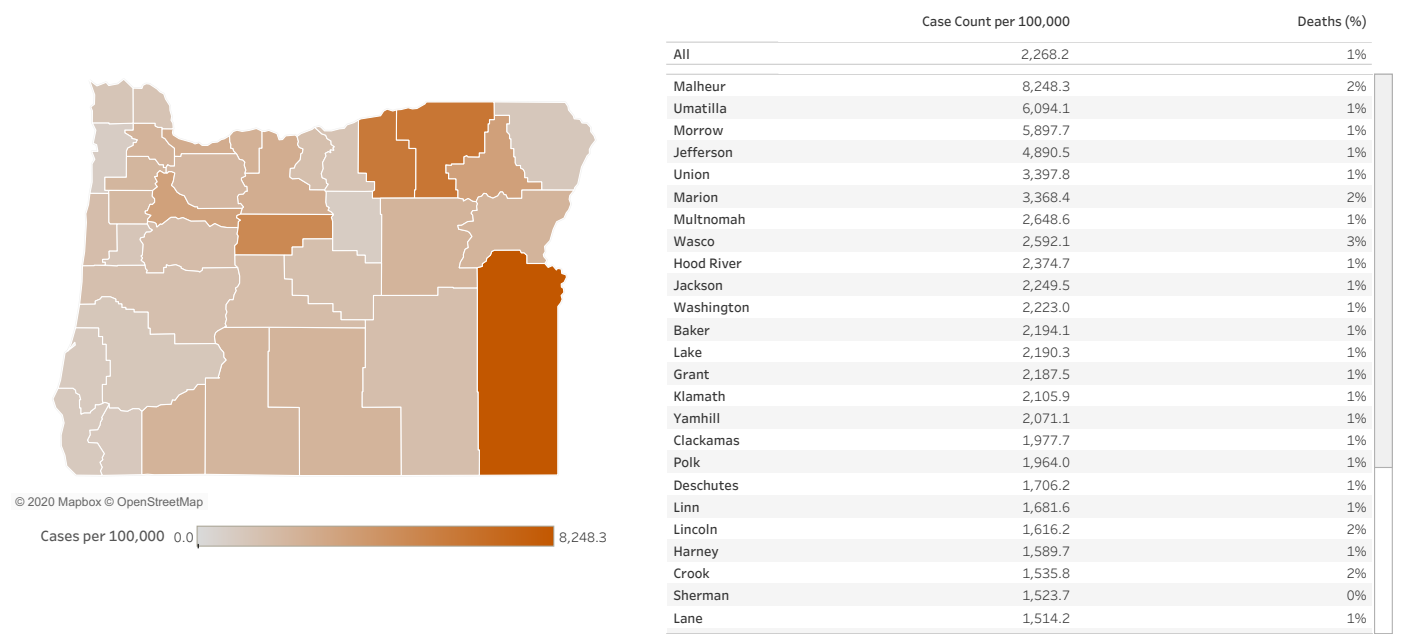 Case Count per 100,000 Deaths (%)
All 2,268.2 1%
Malheur 8,248.3 2%
Umatilla 6,094.1 1%
Morrow 5,897.7 1%
Jefferson 4,890.5 1%
Union 3,397.8 1%
Marion 3,368.4 2%
Multnomah 2,648.6 1%
Wasco 2,592.1 3%
Hood River 2,374.7 1%
Jackson 2,249.5 1%
Washington 2,223.0 1%
Baker 2,194.1 1%
Lake 2,190.3 1%
Grant 2,187.5 1%
Klamath 2,105.9 1%
Yamhill 2,071.1 1%
Clackamas 1,977.7 1%
Polk 1,964.0 1%
Deschutes 1,706.2 1%
Linn 1,681.6 1%
Lincoln 1,616.2 2%
Harney 1,589.7 1%
Crook 1,535.8 2%
Sherman 1,523.7 0%
Lane 1,514.2 1%
© 2020 Mapbox © OpenStreetMap
Cases per 100,000 0.0 8,248.3